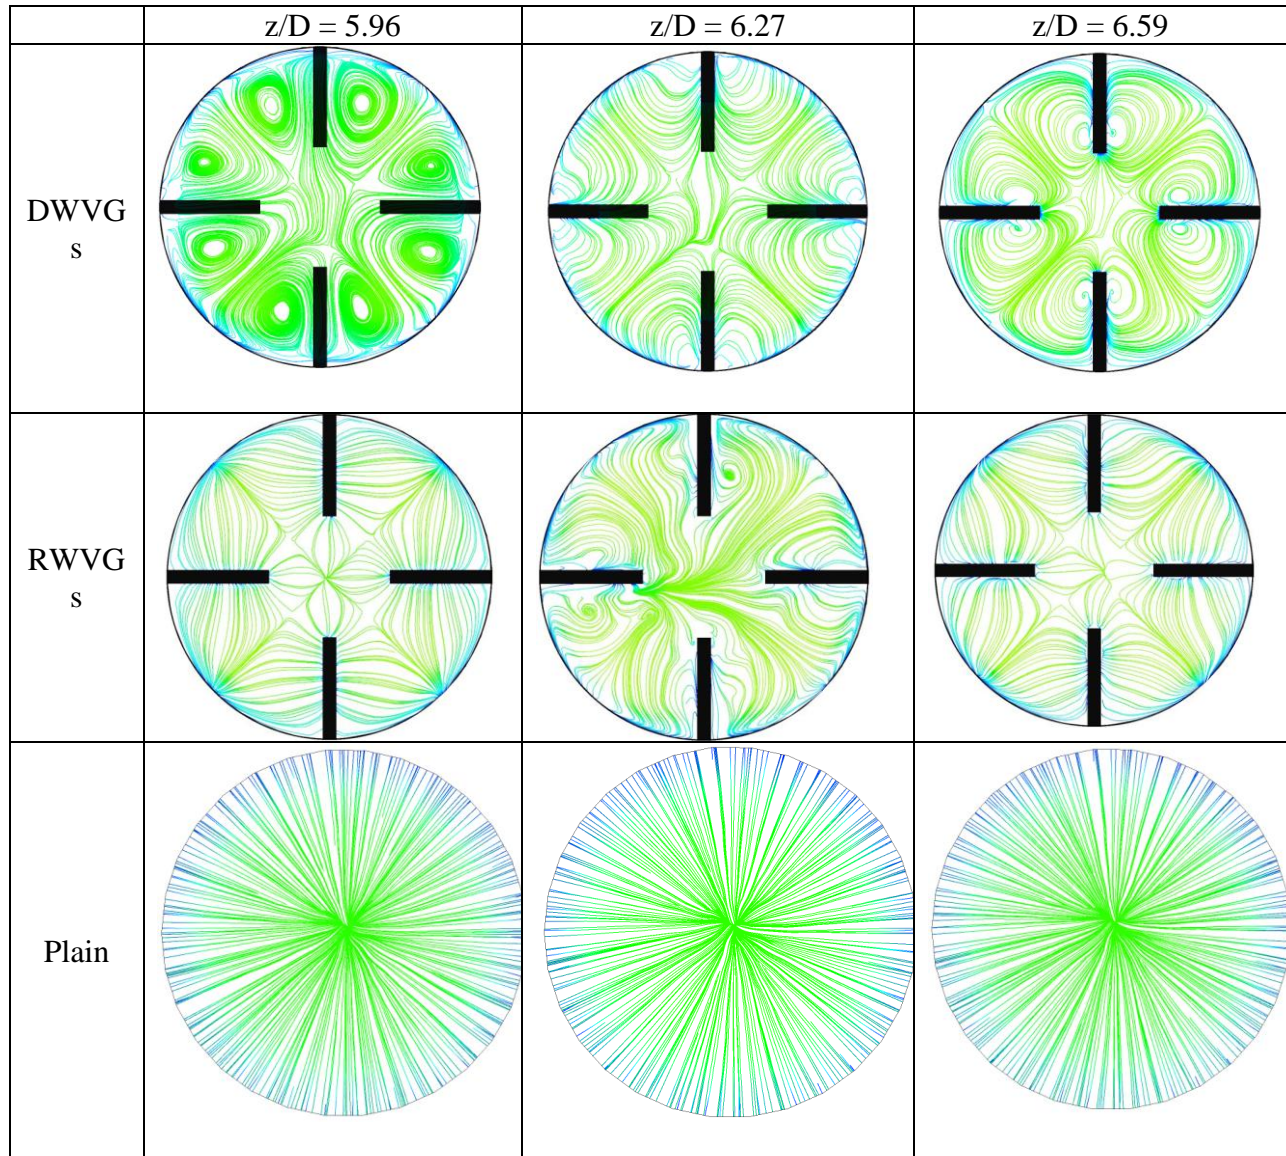 z/D = 5.96
z/D = 6.27
z/D = 6.59
DWVG
s
RWVG
s
Plain